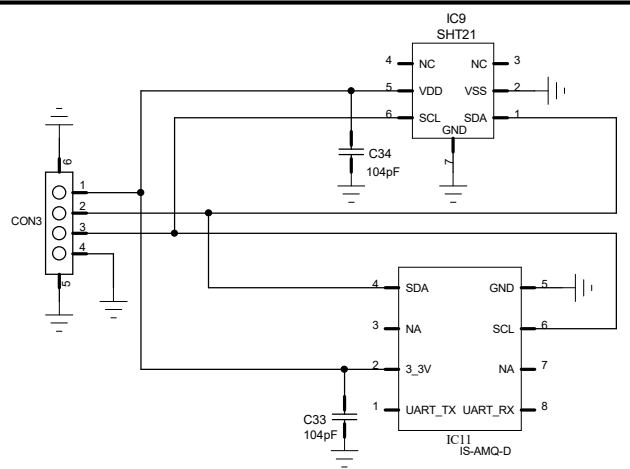 IC9
SHT21
4 NC NC 3
5 VDD VSS 2
6 SCL SDA 1
GND
7
C34
104pF
6
1
2
CON3
3
4
5
4 SDA GND 5
3 NA SCL 6
2 3_3V NA 7
1 UART_TX UART_RX 8
C33
104pF
IC11
IS-AMQ-D